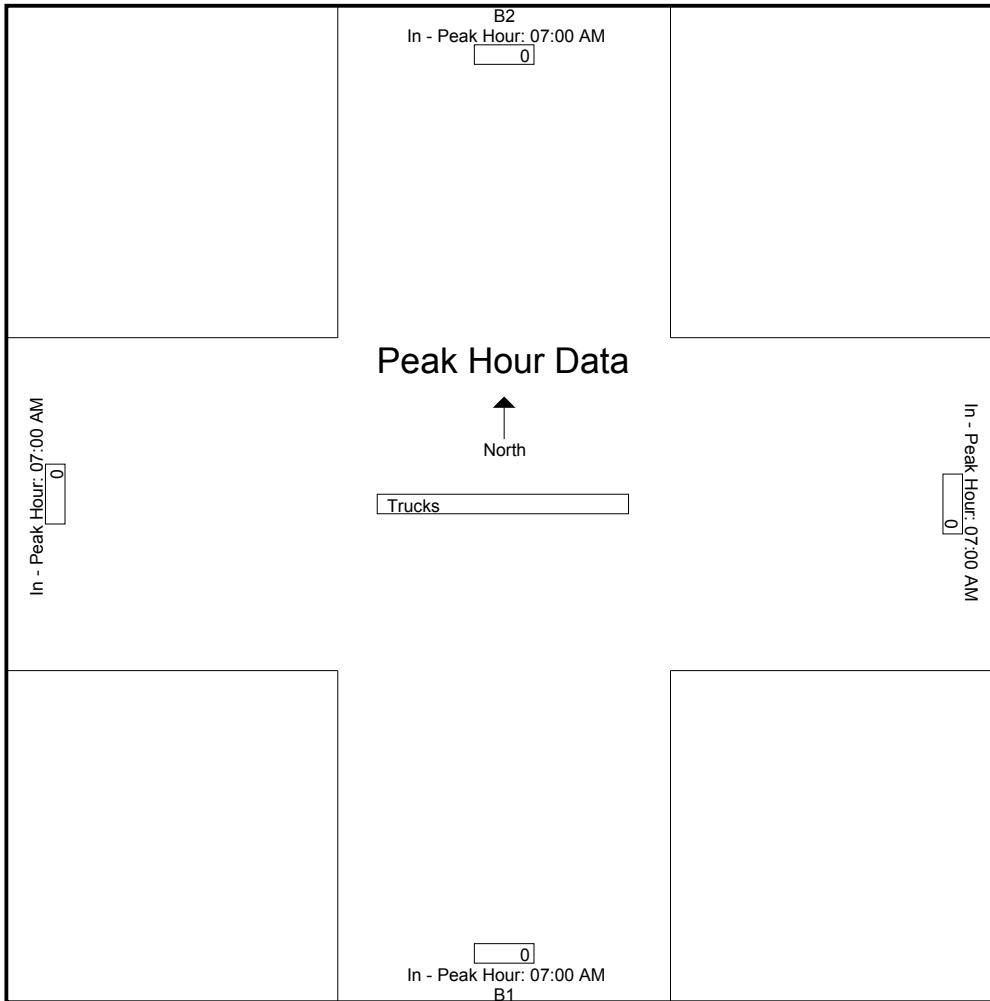 B2
In - Peak Hour: 07:00 AM
0
Peak Hour Data
North
In - Peak Hour: 07:00 AM
0
Trucks
0
In - Peak Hour: 07:00 AM
0
In - Peak Hour: 07:00 AM
B1